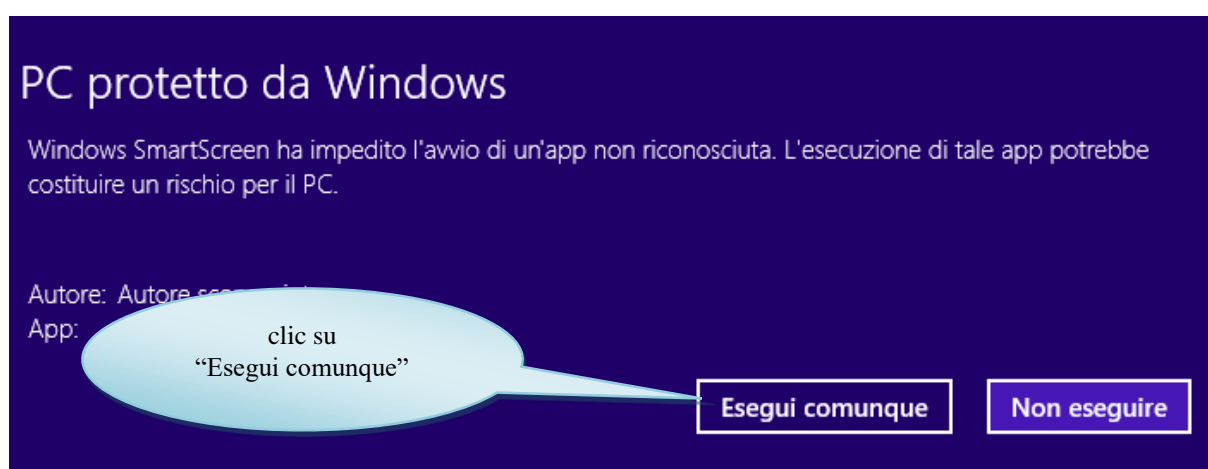 PC protetto da Windows
Windows SmartScreen ha impedito l'avvio di un'app non riconosciuta. L'esecuzione di tale app potrebbe
costituire un rischio per il PC.
Autore: Autore
App:
clic su
“Esegui comunque”
Esegui comunque
Non eseguire